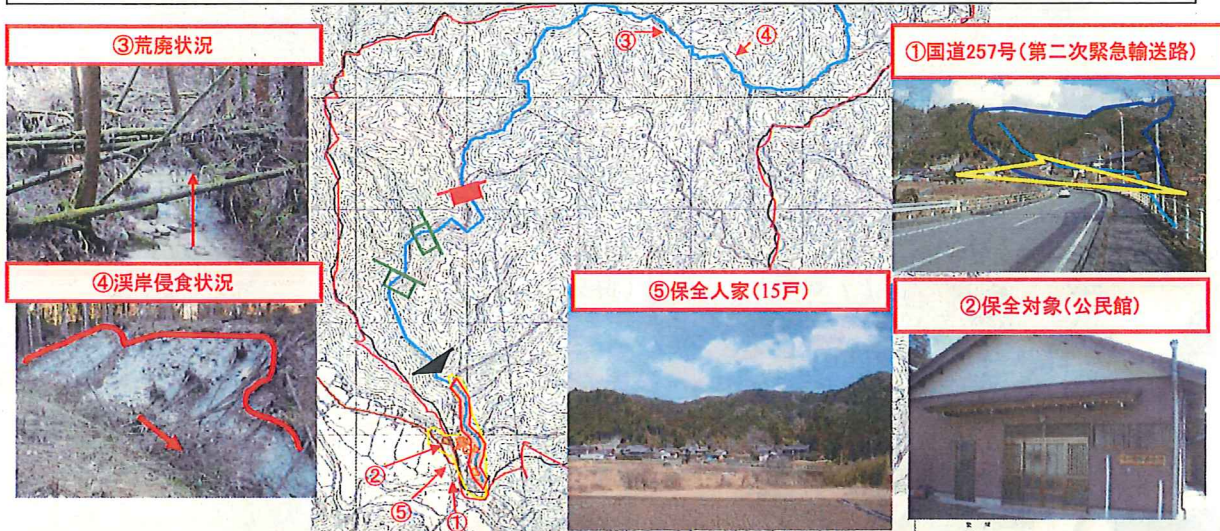 ③荒廃状況
③
④
①国道257号(第二次緊急輸送路)
④渓岸侵食状況
⑤保全人家(15戸)
②保全対象(公民館)
②
⑤
①